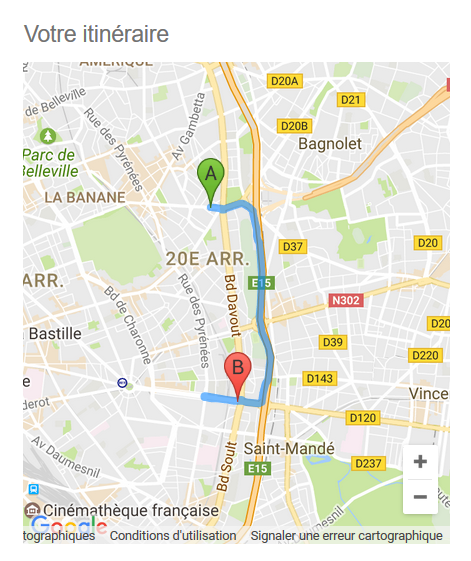 Votre itinéraire
AMÉRIQUE
D20A
de Belleville
D21
Rue des Pyrénées
Av Gambetta
D20B
Bagnolet
Parc de
Belleville
A
LA BANANE
D37
D20
20E ARR.
ARR.
E15
Bd de Charonne
Rue des Pyrénées
Bd Davout
N302
Bastille
D20
D39
D220
B
D143
Vince
derot
D120
Av Daumesnil
Saint-Mandé
Bd Soult
E15
D237
+
−
Cinémathèque française
Google
tographiques
Conditions d'utilisation
Signaler une erreur cartographique